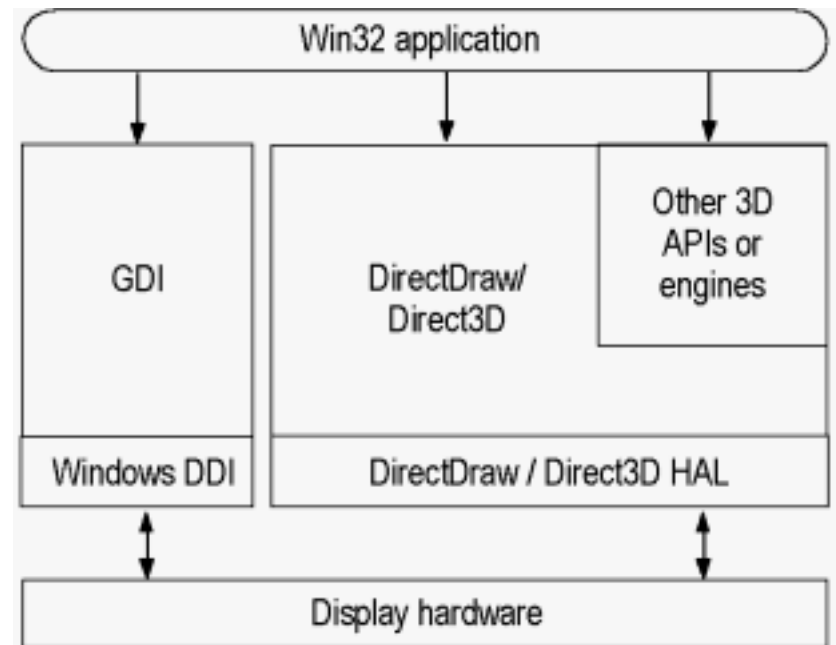 Win32 application
GDI
DirectDraw/
Direct3D
Other 3D
APIs or
engines
Windows DDI
DirectDraw / Direct3D HAL
Display hardware